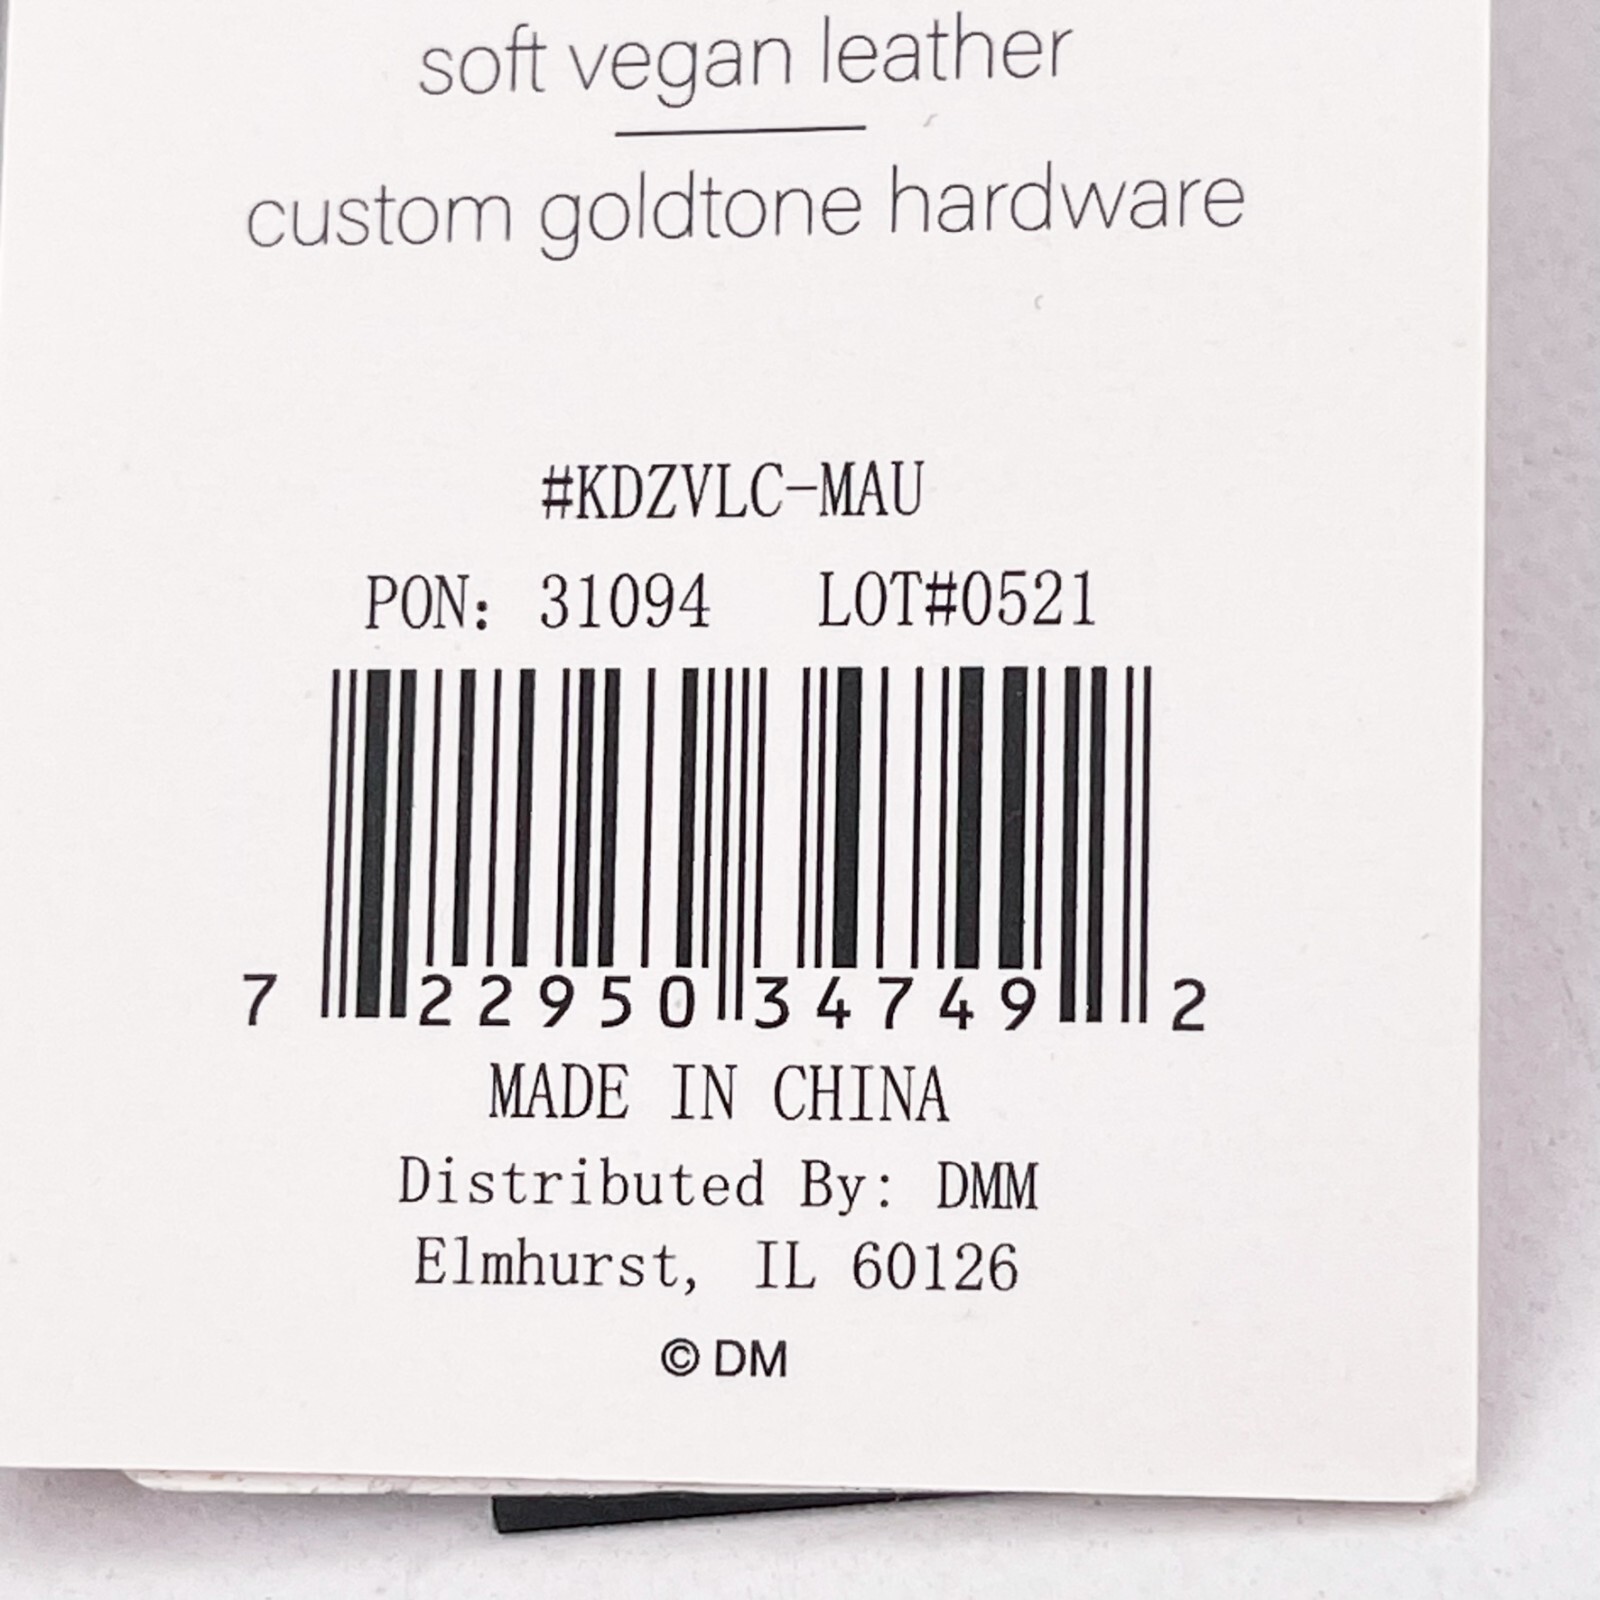 soft vegan leather
custom goldtone hardware
#KDZVLC-MAU
PON: 31094 LOT#0521
7 22950 34749 2
MADE IN CHINA
Distributed By: DMM
Elmhurst, IL 60126
© DM